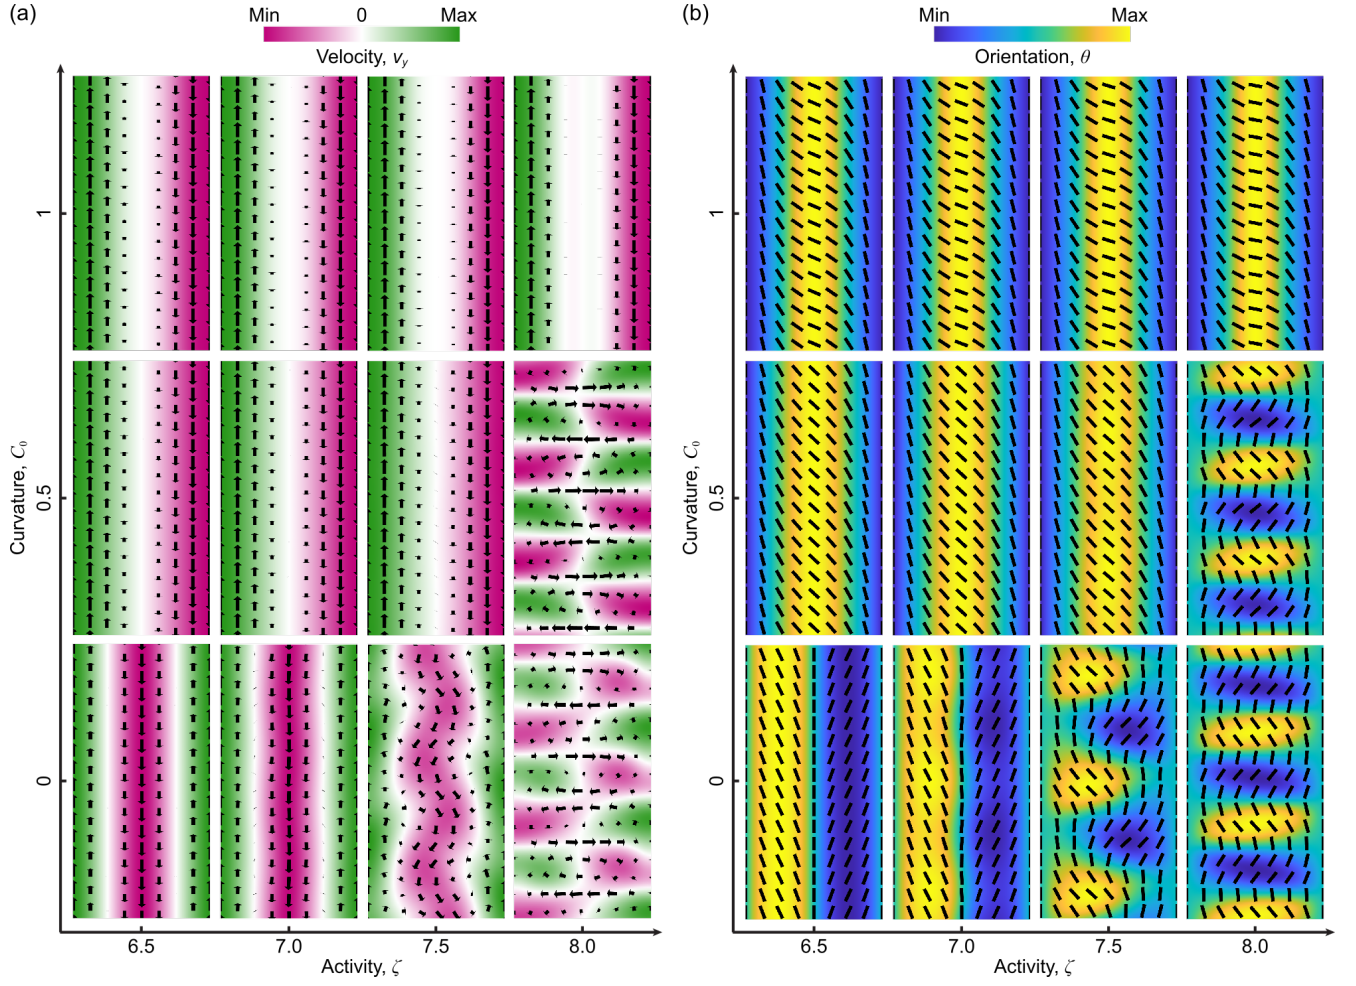 (a)
Min 0 Max
Velocity, vy
Curvature, C0
1
0.5
0
6.5 7.0 7.5 8.0
Activity, ζ
(b)
Min Max
Orientation, θ
Curvature, C0
1
0.5
0
6.5 7.0 7.5 8.0
Activity, ζ